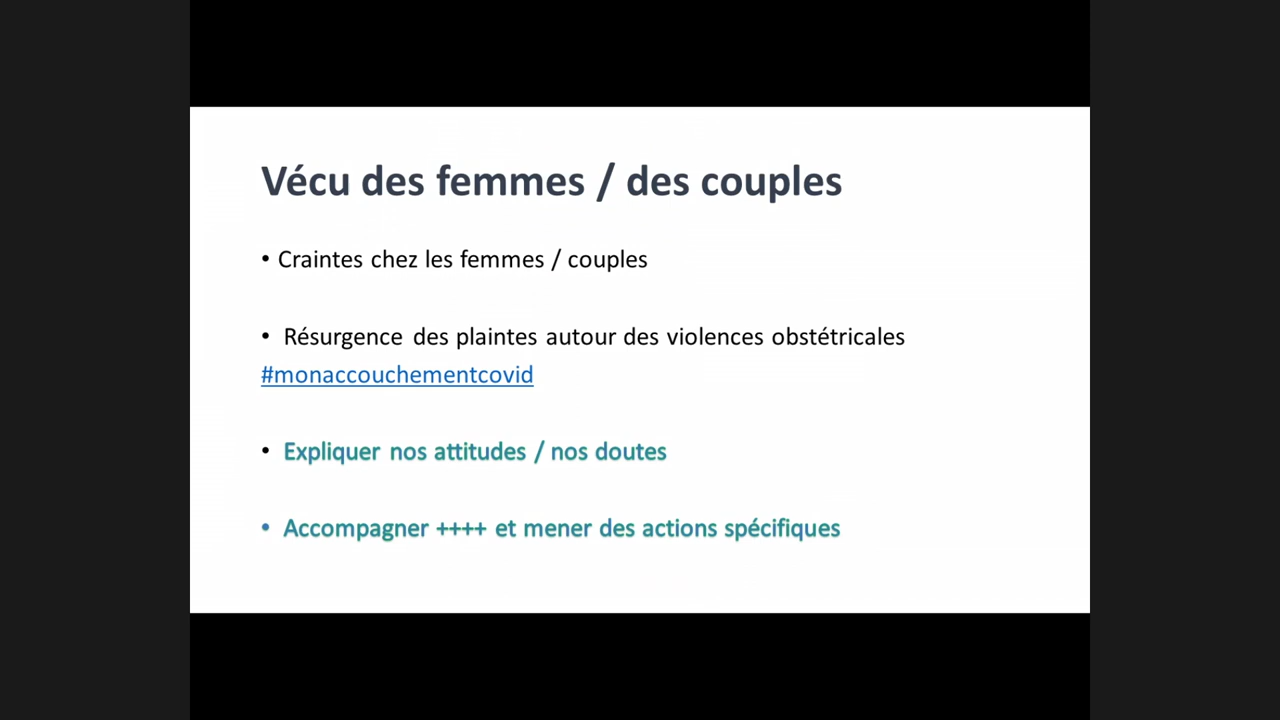 Vécu des femmes / des couples
• Craintes chez les femmes / couples
• Résurgence des plaintes autour des violences obstétricales
#monaccouchementcovid
• Expliquer nos attitudes / nos doutes
• Accompagner ++++ et mener des actions spécifiques